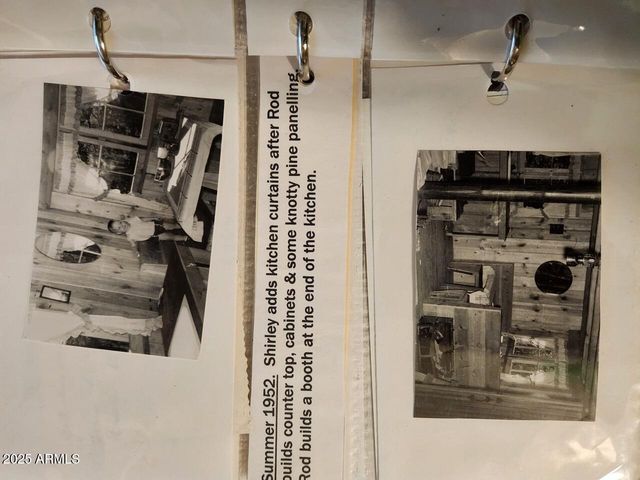 Summer 1952. Shirley adds kitchen curtains after Rod
builds counter top, cabinets & some knotty pine panelling.
Rod builds a booth at the end of the kitchen.
2025 ARMLS